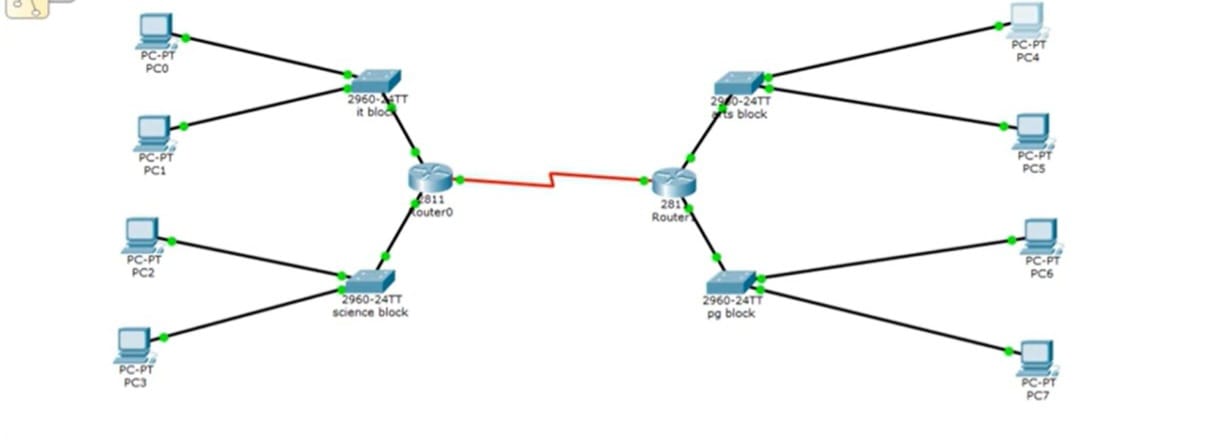 PC-PT
PC0
PC-PT
PC1
2960-24TT
it block
2811
Router0
PC-PT
PC2
PC-PT
PC3
2960-24TT
science block
2960-24TT
arts block
PC-PT
PC4
PC-PT
PC5
2811
Router1
2960-24TT
pg block
PC-PT
PC6
PC-PT
PC7